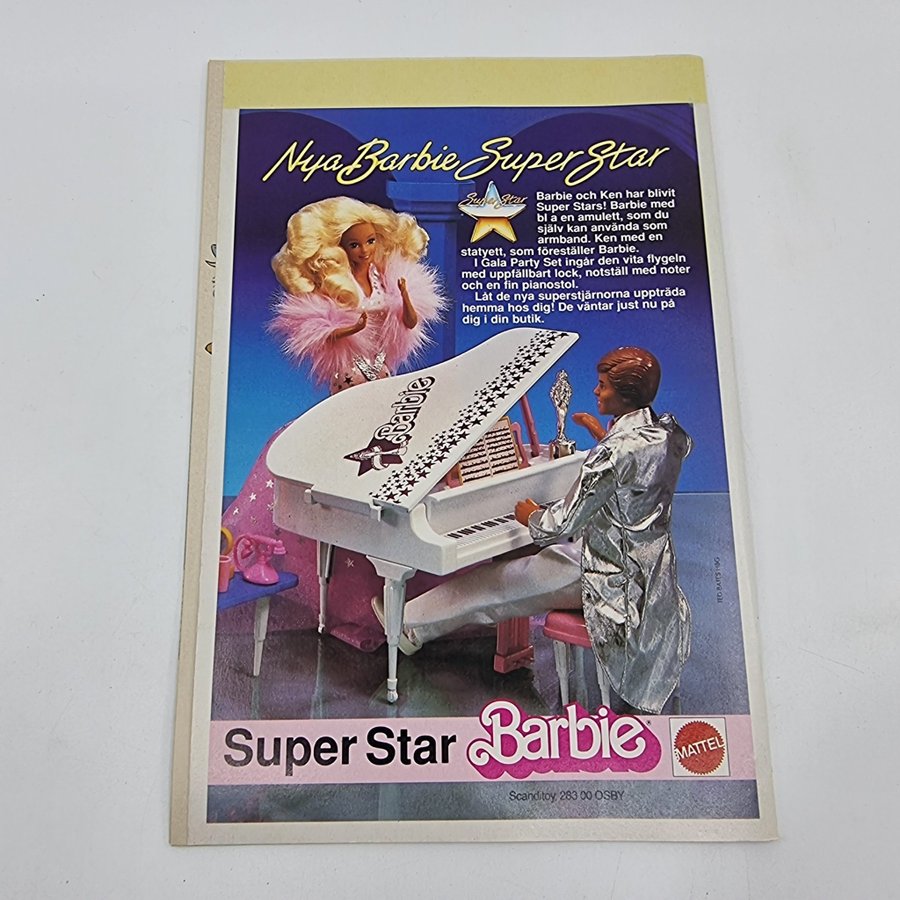 Nya Barbie Super Star
Super Star
Barbie och Ken har blivit
Super Stars! Barbie med
bl a en amulett, som du
själv kan använda som
armband. Ken med en
statyett, som föreställer Barbie.
I Gala Party Set ingår den vita flygeln
med uppfällbart lock, notställ med noter
och en fin pianostol.
Låt de nya superstjärnorna uppträda
hemma hos dig! De väntar just nu på
dig i din butik.
Barbie
Super Star Barbie
MATTEL
Scanditoy, 283 00 OSBY